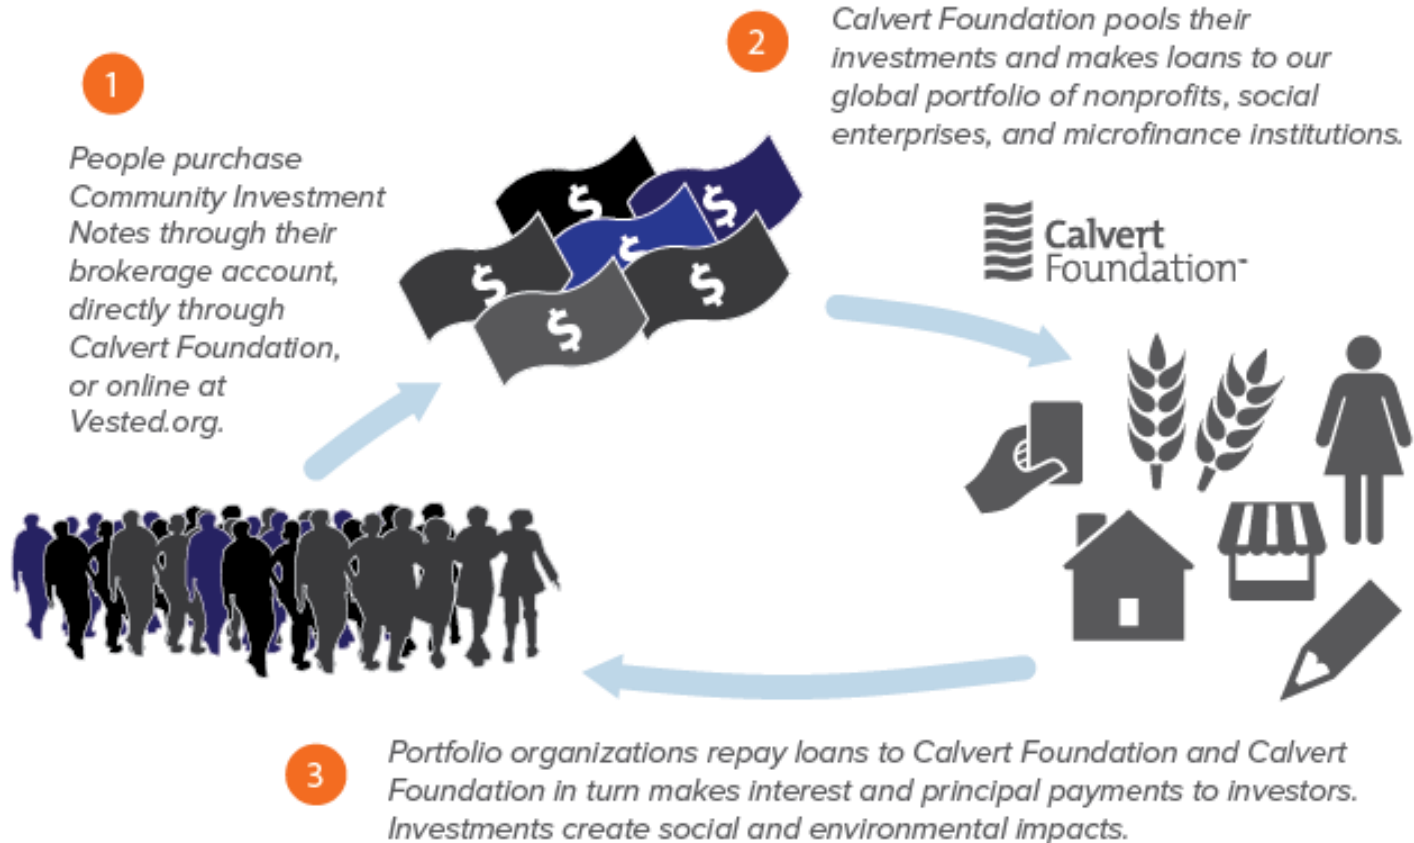 1
People purchase
Community Investment
Notes through their
brokerage account,
directly through
Calvert Foundation,
or online at
Vested.org.
2
Calvert Foundation pools their
investments and makes loans to our
global portfolio of nonprofits, social
enterprises, and microfinance institutions.
$
$
$
$
$
$
Calvert
Foundation™
3
Portfolio organizations repay loans to Calvert Foundation and Calvert
Foundation in turn makes interest and principal payments to investors.
Investments create social and environmental impacts.